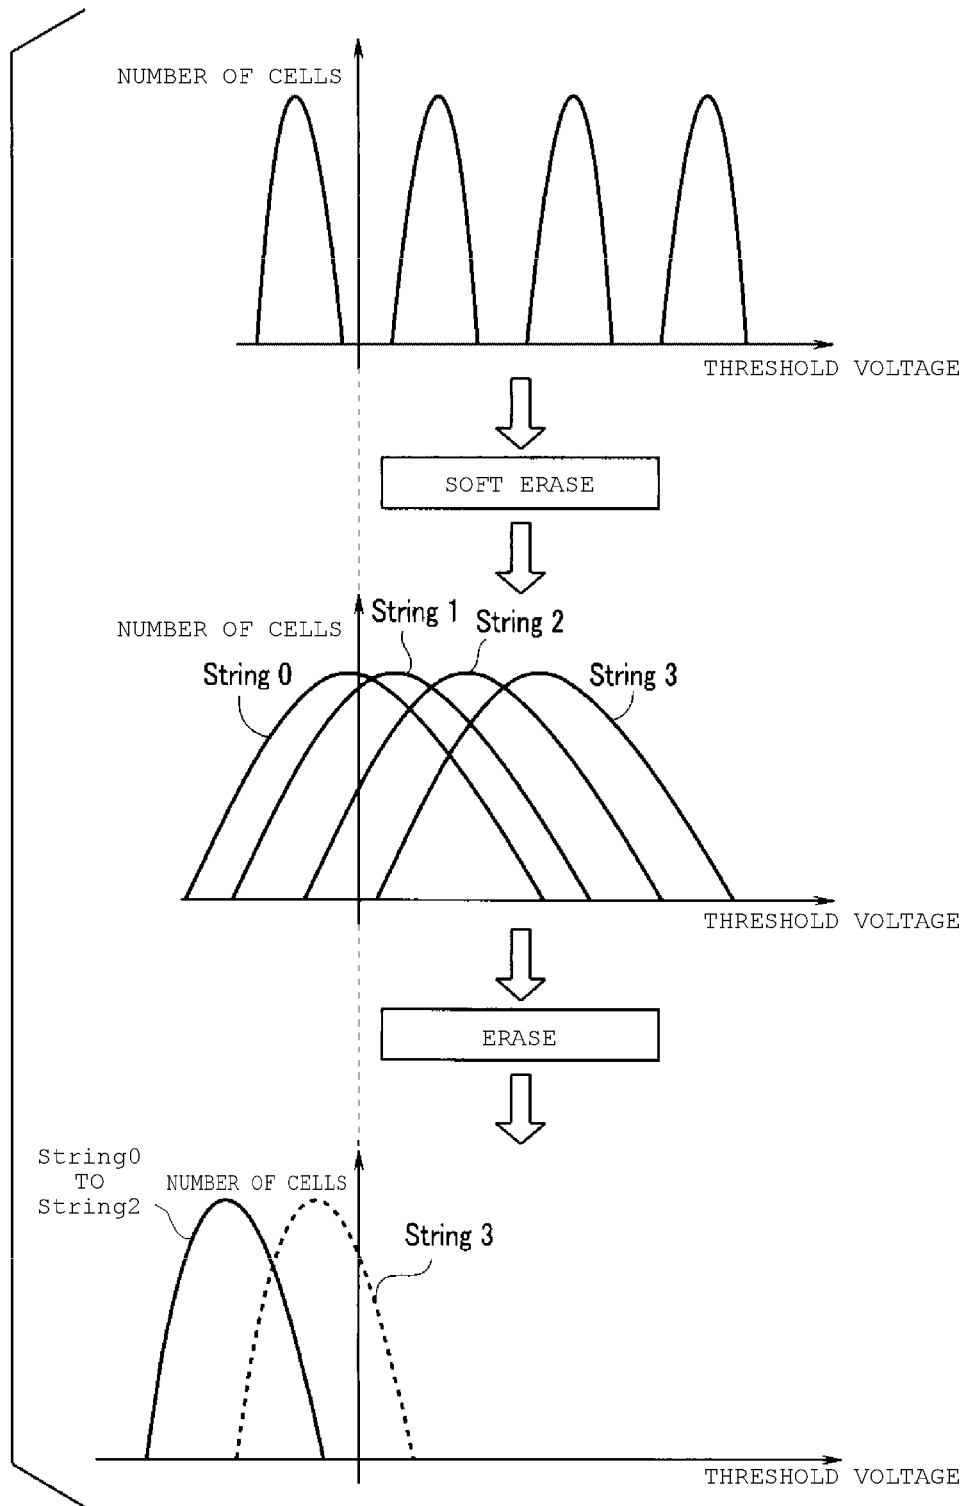 NUMBER OF CELLS
THRESHOLD VOLTAGE
SOFT ERASE
String 1
String 2
NUMBER OF CELLS
String 0
String 3
THRESHOLD VOLTAGE
ERASE
String0
TO
String2
NUMBER OF CELLS
String 3
THRESHOLD VOLTAGE